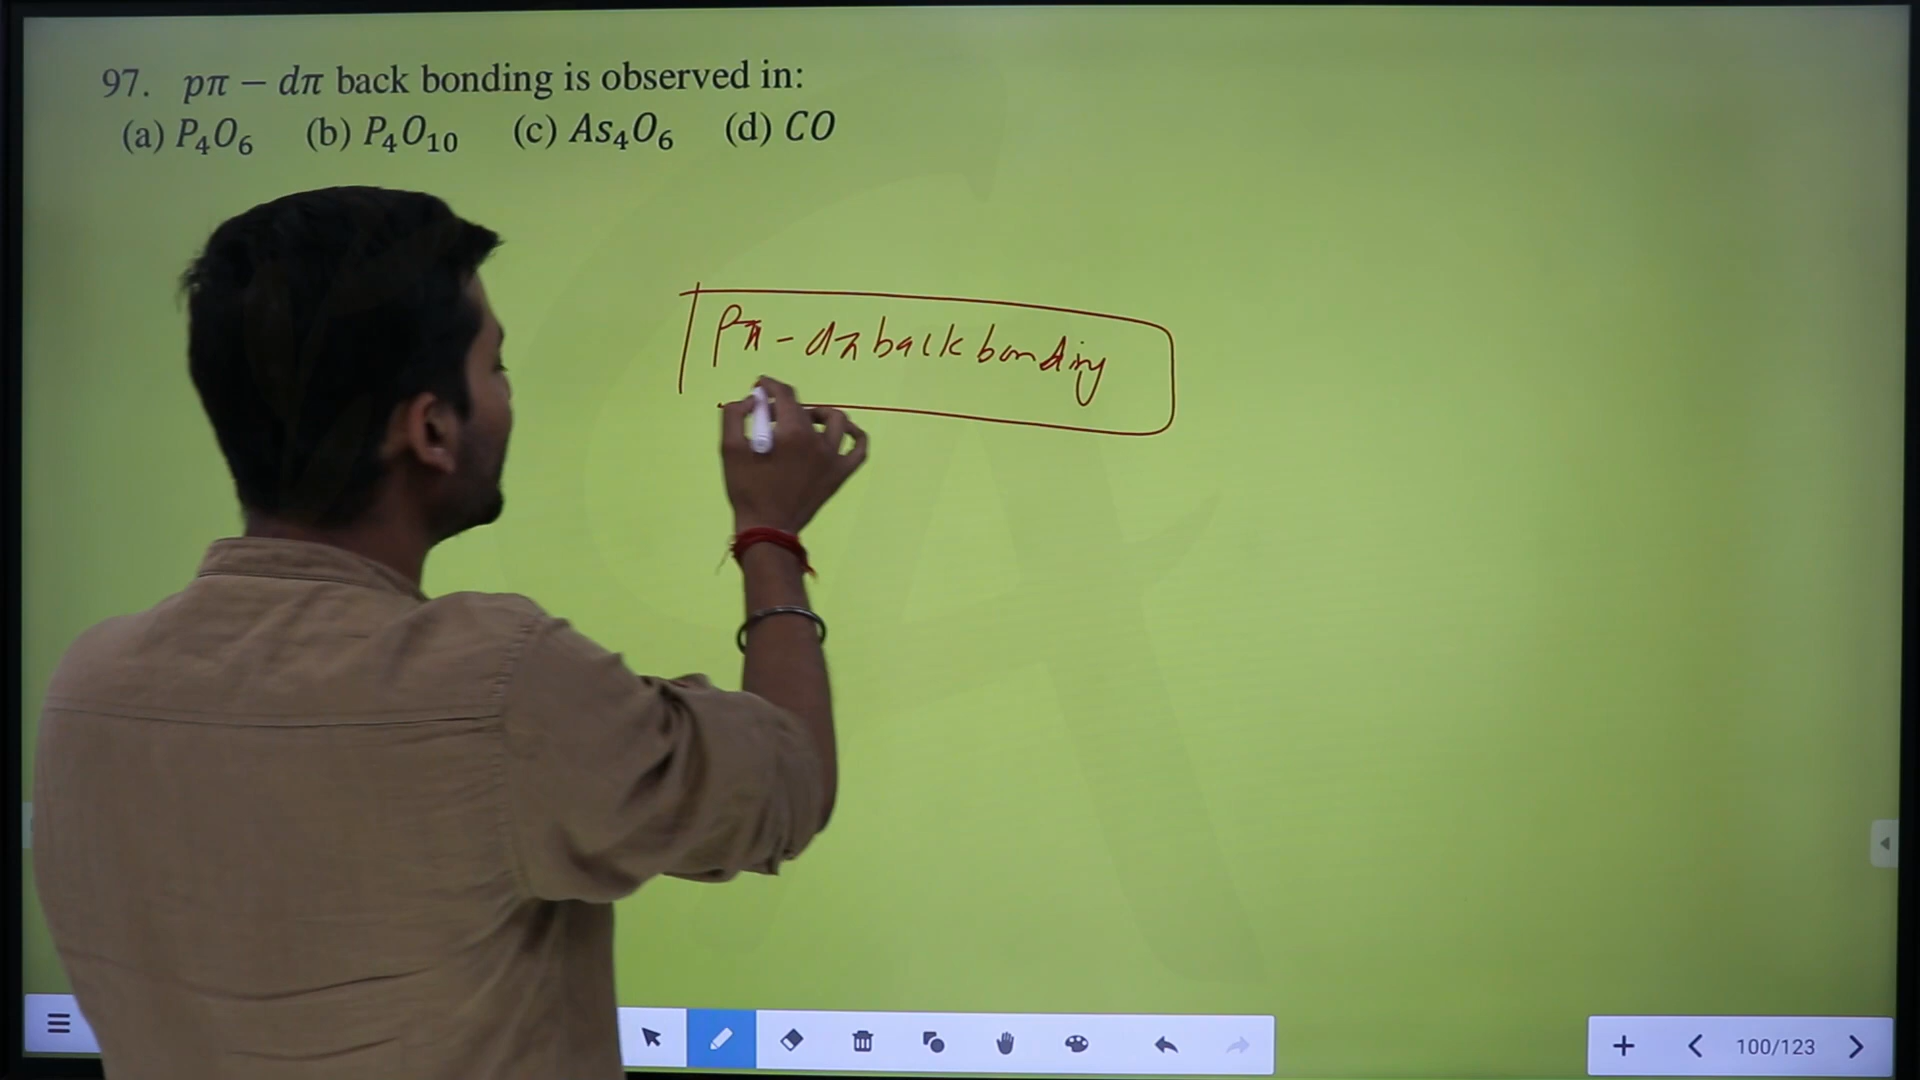 97. pπ − dπ back bonding is observed in:
(a) P₄O₆ (b) P₄O₁₀ (c) As₄O₆ (d) CO
Pπ - dπ back bonding
100/123